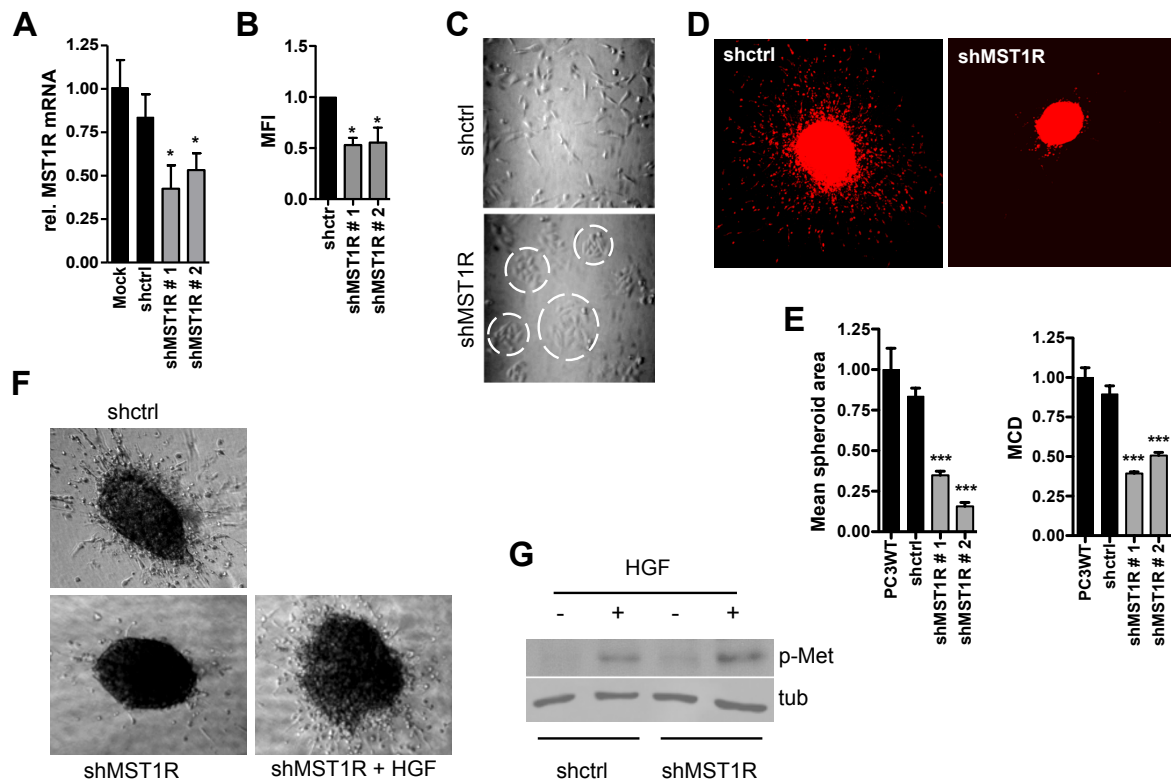 A
rel. MST1R mRNA
1.00
0.75
0.50
0.25
0.00
*
*
Mock
shctrl
shMST1R # 1
shMST1R # 2
B
MFI
1.5
1.0
0.5
0.0
*
*
shctr
shMST1R # 1
shMST1R # 2
C
shctrl
shMST1R
D
shctrl
shMST1R
E
Mean spheroid area
1.25
1.00
0.75
0.50
0.25
0.00
***
***
PC3WT
shctrl
shMST1R # 1
shMST1R # 2
MCD
1.25
1.00
0.75
0.50
0.25
0.00
***
***
PC3WT
shctrl
shMST1R # 1
shMST1R # 2
F
shctrl
shMST1R
shMST1R + HGF
G
HGF
- + - +
p-Met
tub
shctrl
shMST1R